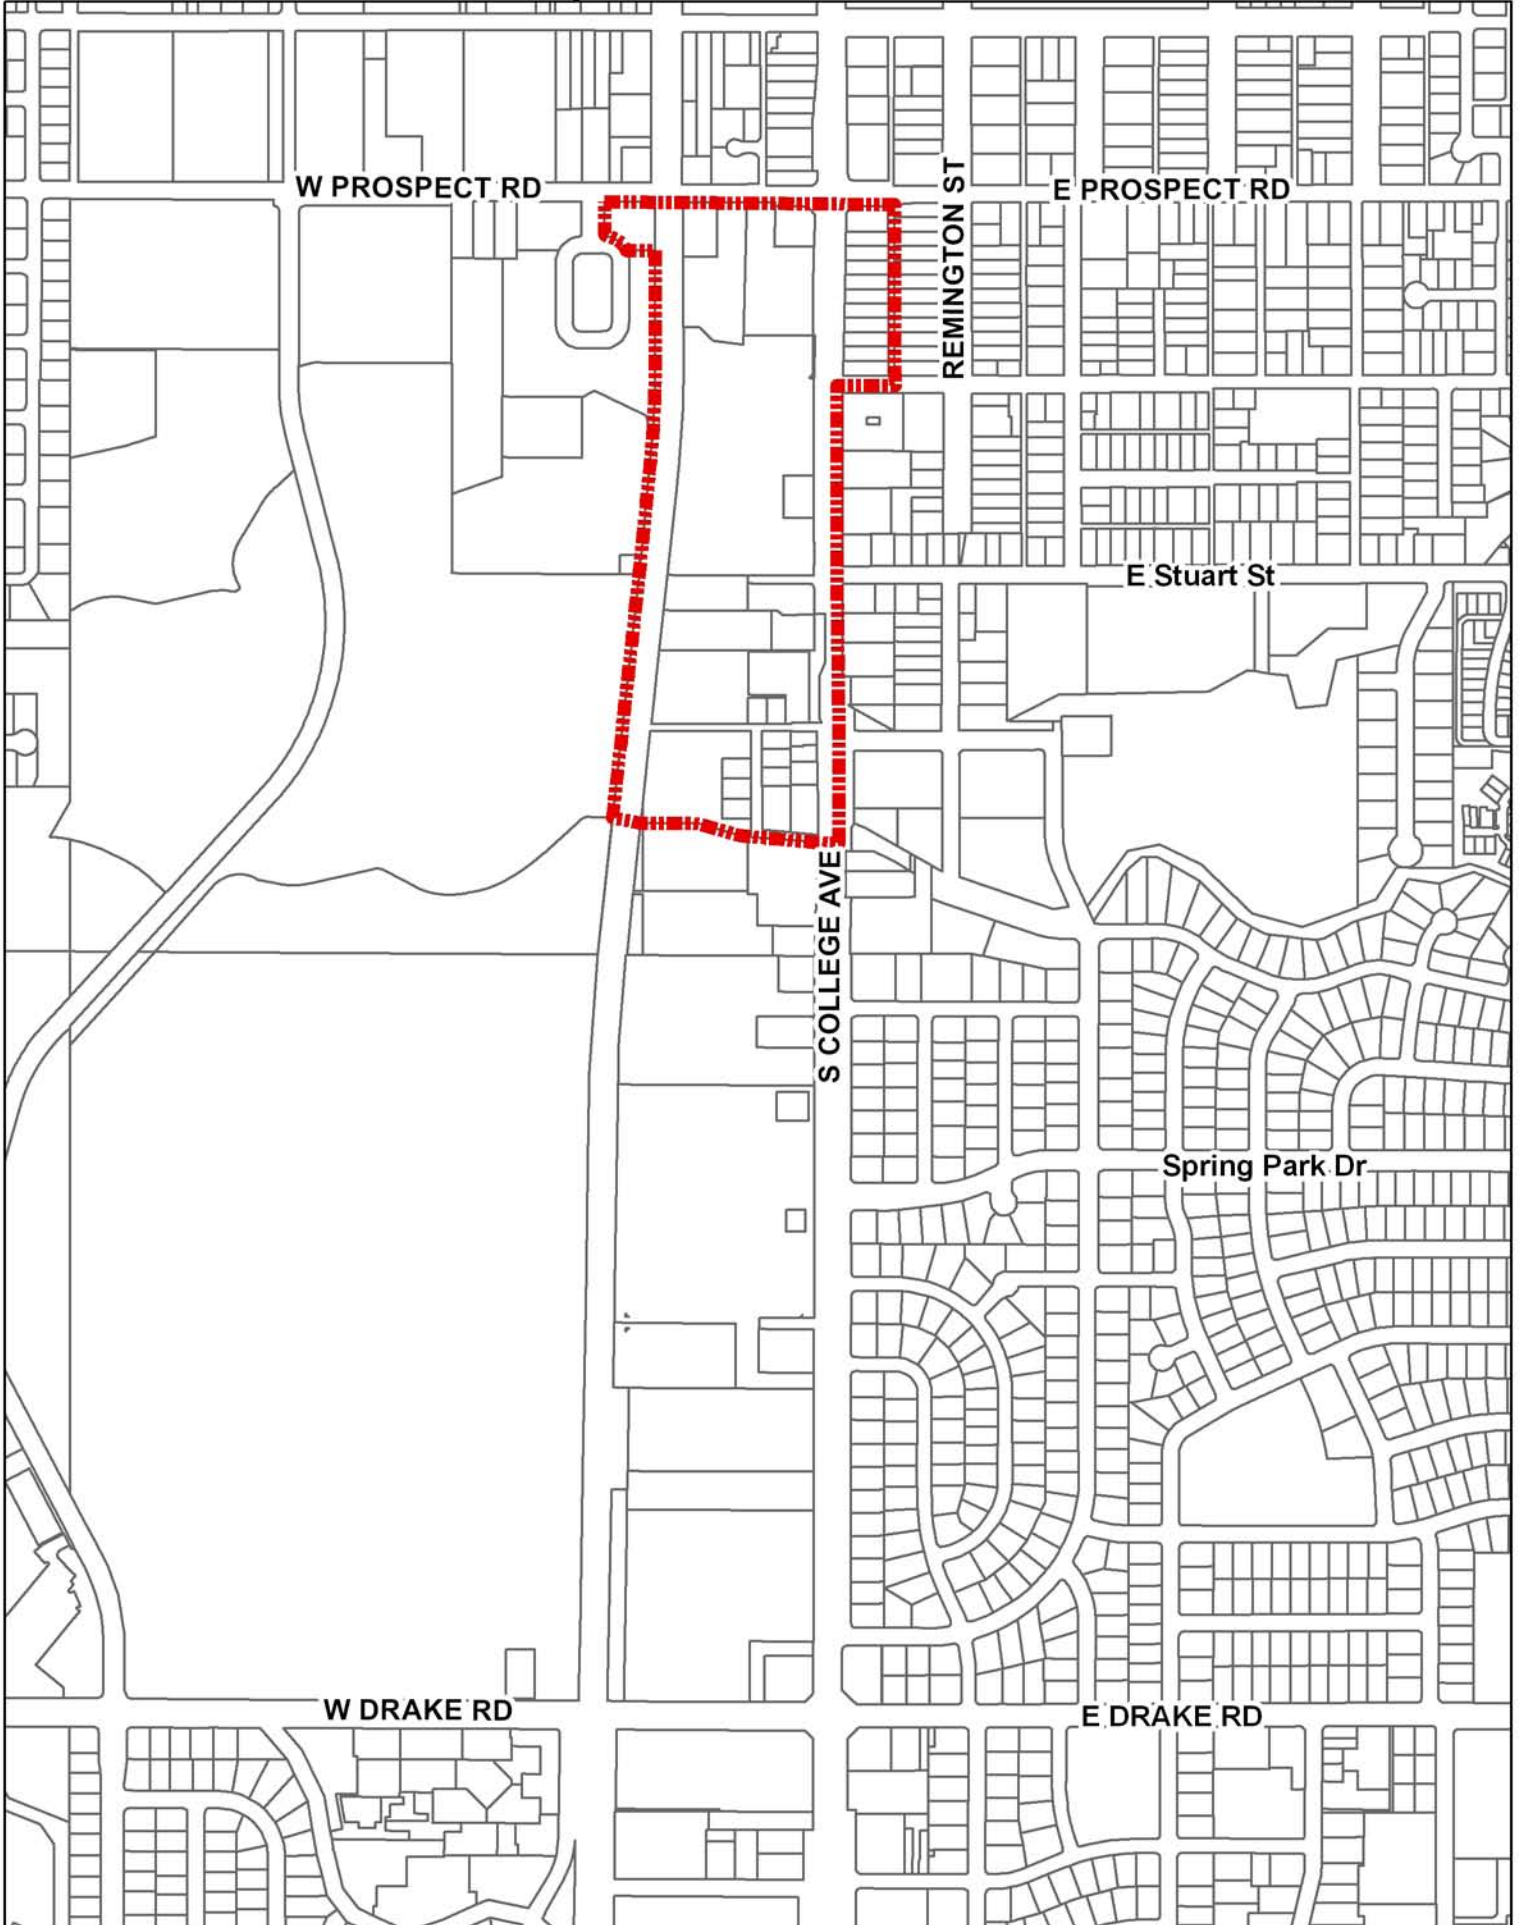 W PROSPECT RD
E PROSPECT RD
REMINGTON ST
E Stuart St
S COLLEGE AVE
Spring Park Dr
W DRAKE RD
E DRAKE RD